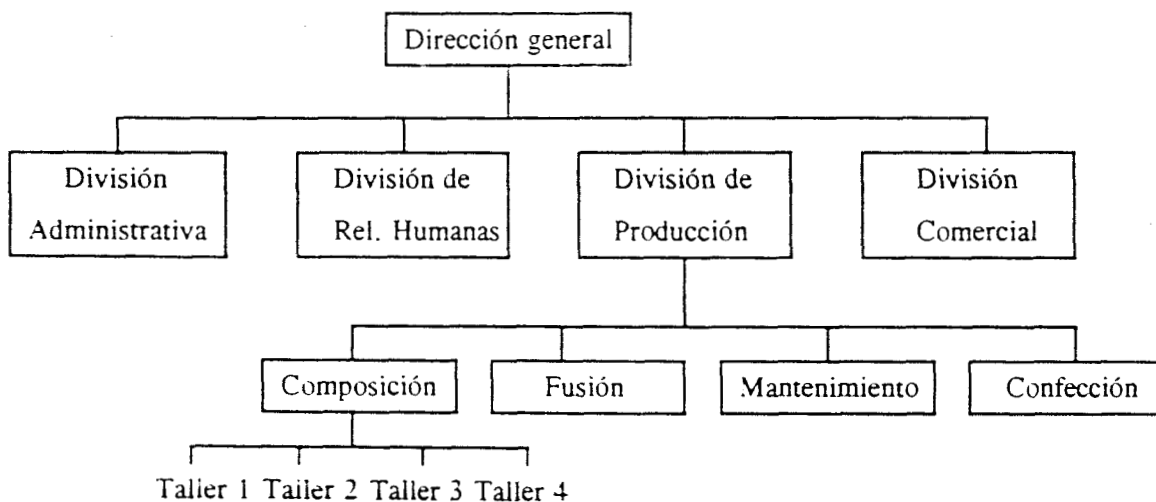 Dirección general
División
Administrativa
División de
Rel. Humanas
División de
Producción
División
Comercial
Composición
Fusión
Mantenimiento
Confección
Taller 1 Taller 2 Taller 3 Taller 4